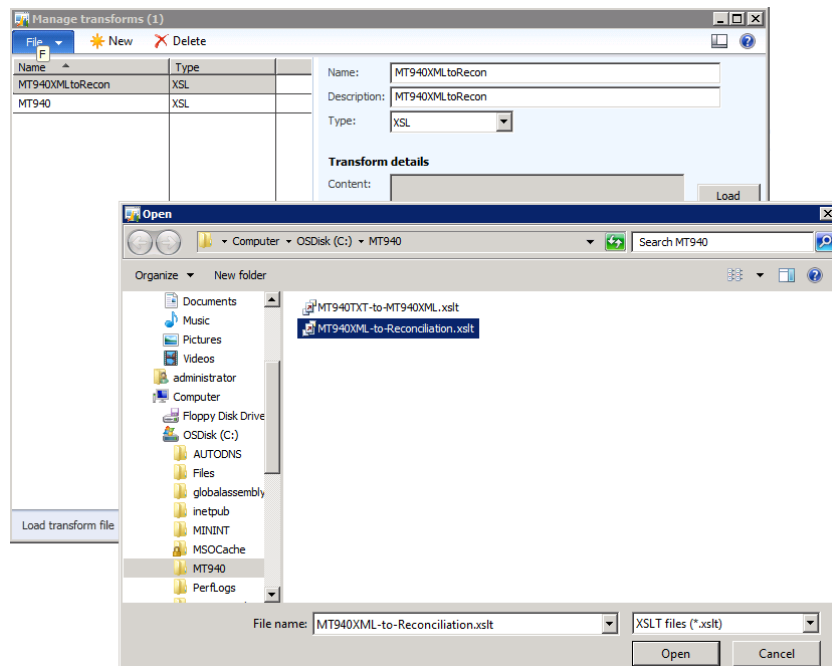 Manage transforms (1)
File New Delete
F
Name Type
MT940XMLtoRecon XSL
MT940 XSL
Name: MT940XMLtoRecon
Description: MT940XMLtoRecon
Type: XSL
Transform details
Content:
Load
Load transform file
Open
Computer OSDisk (C:) MT940
Search MT940
Organize New folder
Documents
Music
Pictures
Videos
administrator
Computer
Floppy Disk Drive
OSDisk (C:)
AUTODNS
Files
globalassembly
inetpub
MININT
MSOCache
MT940
PerfLogs
MT940TXT-to-MT940XML.xslt
MT940XML-to-Reconciliation.xslt
File name: MT940XML-to-Reconciliation.xslt XSLT files (*.xslt)
Open Cancel